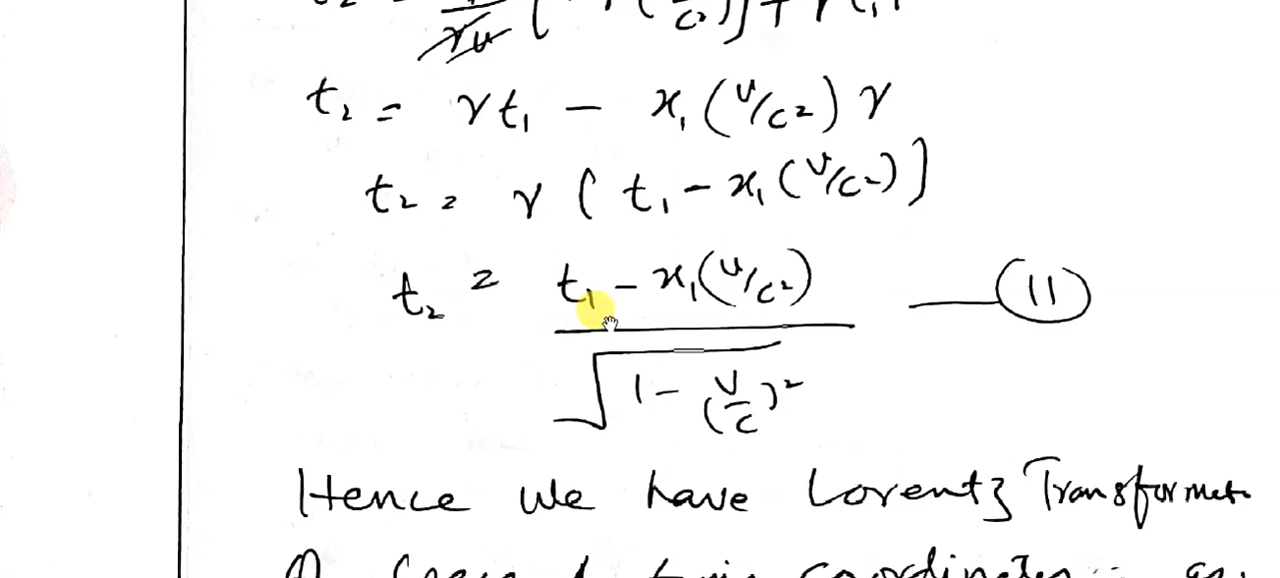 t₂ = γt₁ − x₁(v/c²)γ
t₂ = γ(t₁ − x₁(v/c²)]
t₂ = t₁ − x₁(v/c²) —— (11)
√1 − (v/c)²
Hence we have Lorentz Transformat